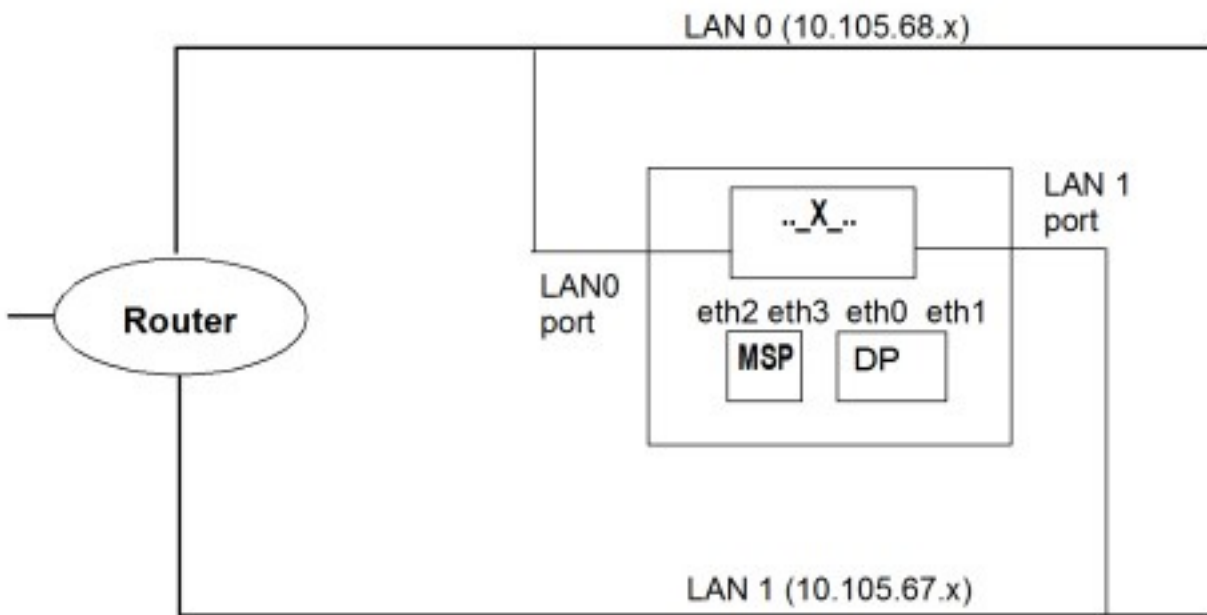 LAN 0 (10.105.68.x)
LAN 1
port
.._X_..
LAN0
port
eth2 eth3 eth0 eth1
MSP DP
Router
LAN 1 (10.105.67.x)